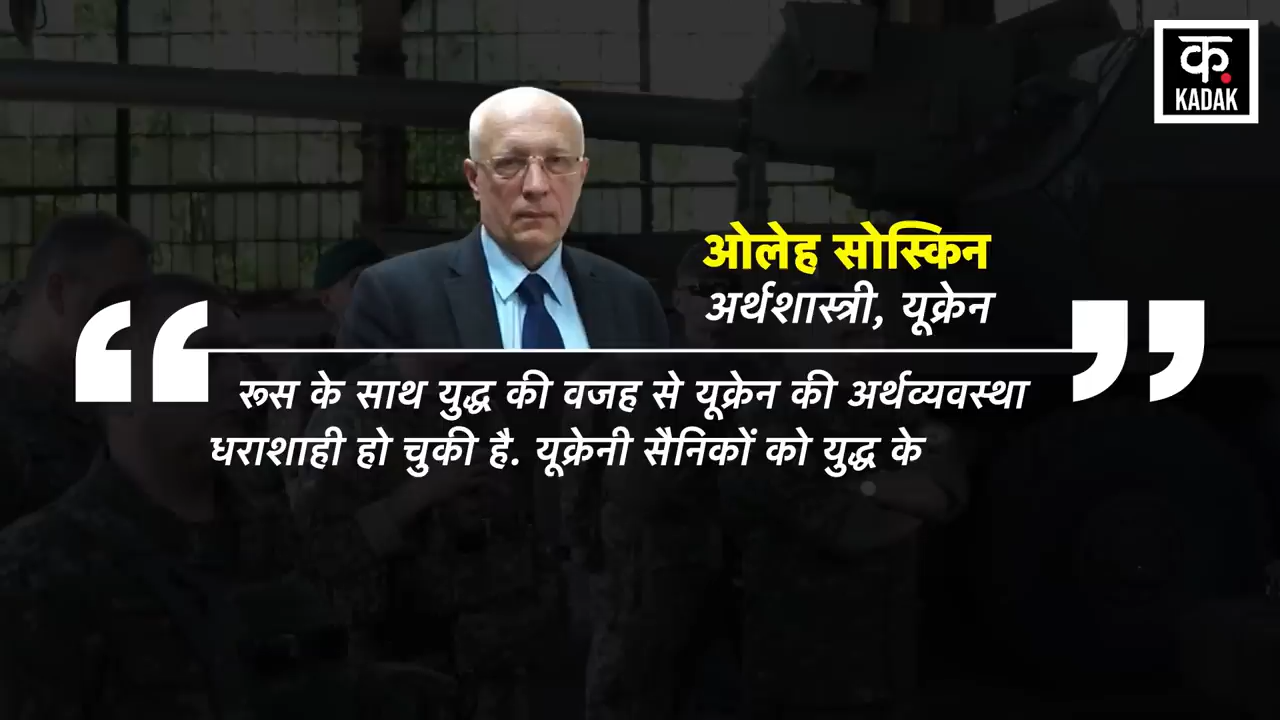 क.
KADAK
ओलेह सोस्किन
अर्थशास्त्री, यूक्रेन
रूस के साथ युद्ध की वजह से यूक्रेन की अर्थव्यवस्था
धराशाही हो चुकी है. यूक्रेनी सैनिकों को युद्ध के